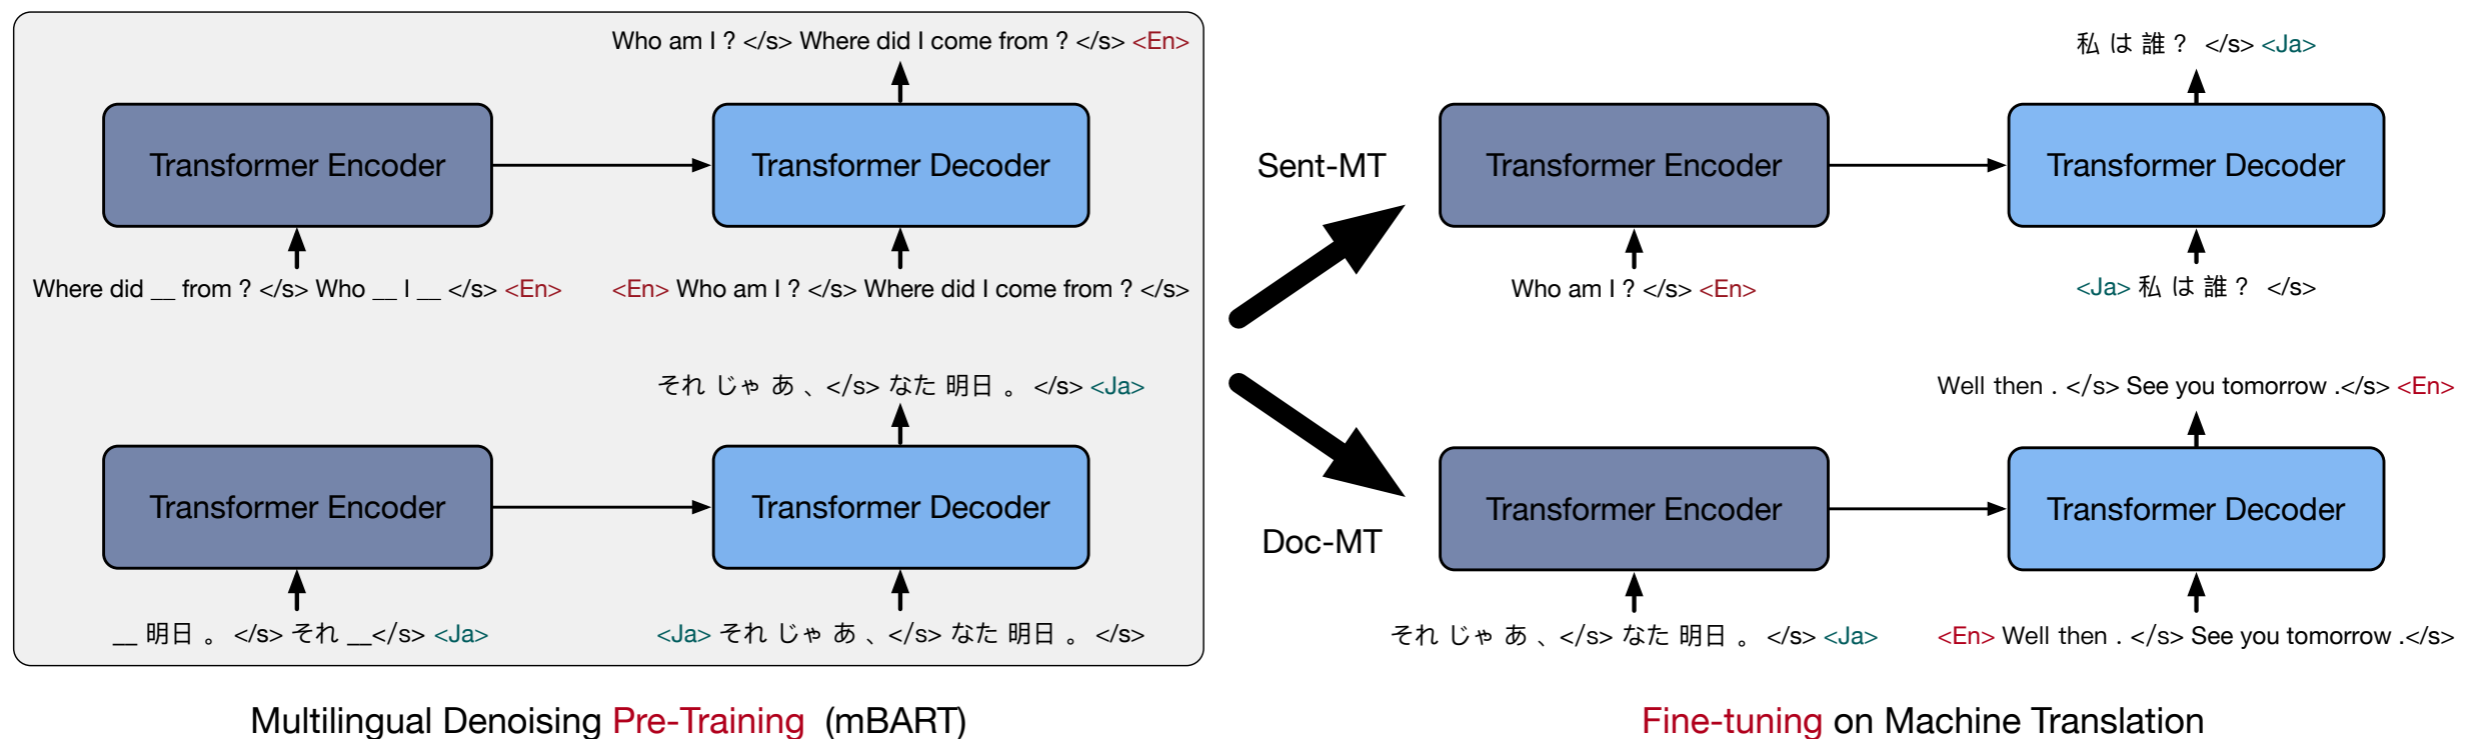 Who am I ? </s> Where did I come from ? </s> <En>
Transformer Encoder
Transformer Decoder
Where did __ from ? </s> Who __ I __ </s> <En>
<En> Who am I ? </s> Where did I come from ? </s>
それ じゃ あ 、</s> なた 明日 。 </s> <Ja>
Transformer Encoder
Transformer Decoder
__ 明日 。 </s> それ __</s> <Ja>
<Ja> それ じゃ あ 、</s> なた 明日 。 </s>
Multilingual Denoising Pre-Training (mBART)
Sent-MT
Doc-MT
私 は 誰 ? </s> <Ja>
Transformer Encoder
Transformer Decoder
Who am I ? </s> <En>
<Ja> 私 は 誰 ? </s>
Well then . </s> See you tomorrow .</s> <En>
Transformer Encoder
Transformer Decoder
それ じゃ あ 、</s> なた 明日 。 </s> <Ja>
<En> Well then . </s> See you tomorrow .</s>
Fine-tuning on Machine Translation